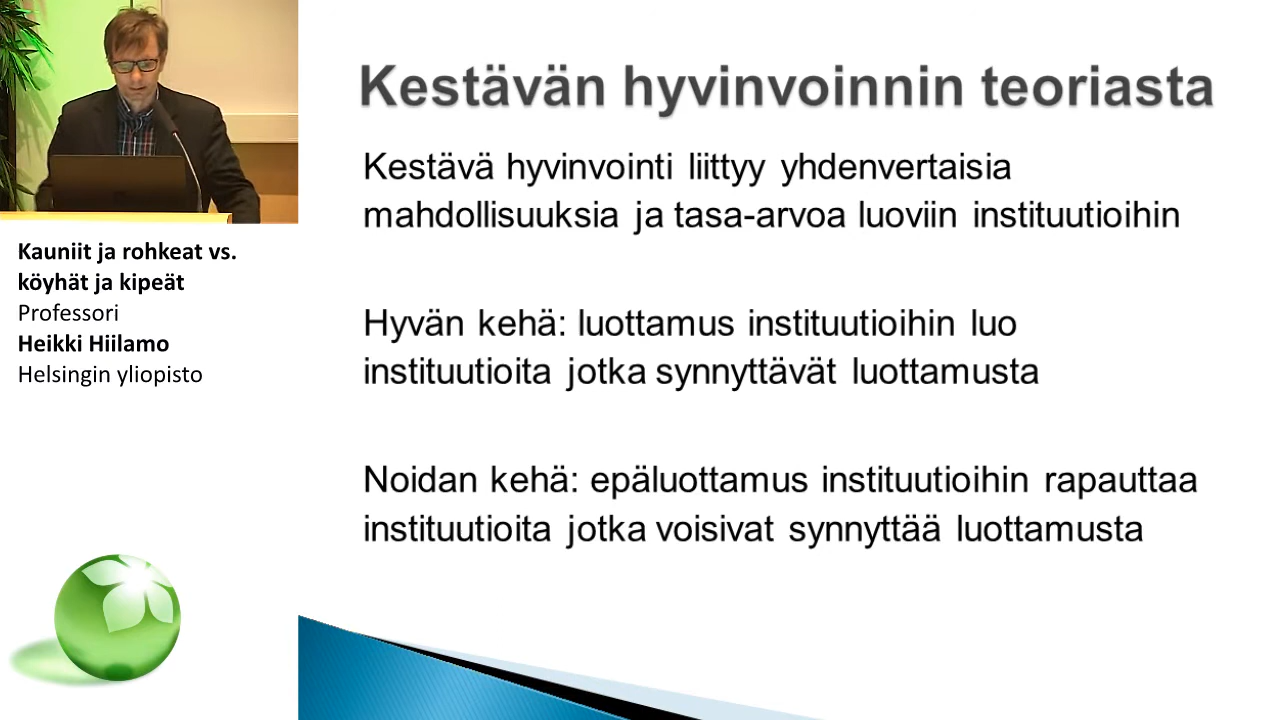 Kestävän hyvinvoinnin teoriasta
Kestävä hyvinvointi liittyy yhdenvertaisia
mahdollisuuksia ja tasa-arvoa luoviin instituutioihin
Hyvän kehä: luottamus instituutioihin luo
instituutioita jotka synnyttävät luottamusta
Noidan kehä: epäluottamus instituutioihin rapauttaa
instituutioita jotka voisivat synnyttää luottamusta
Kauniit ja rohkeat vs.
köyhät ja kipeät
Professori
Heikki Hiilamo
Helsingin yliopisto